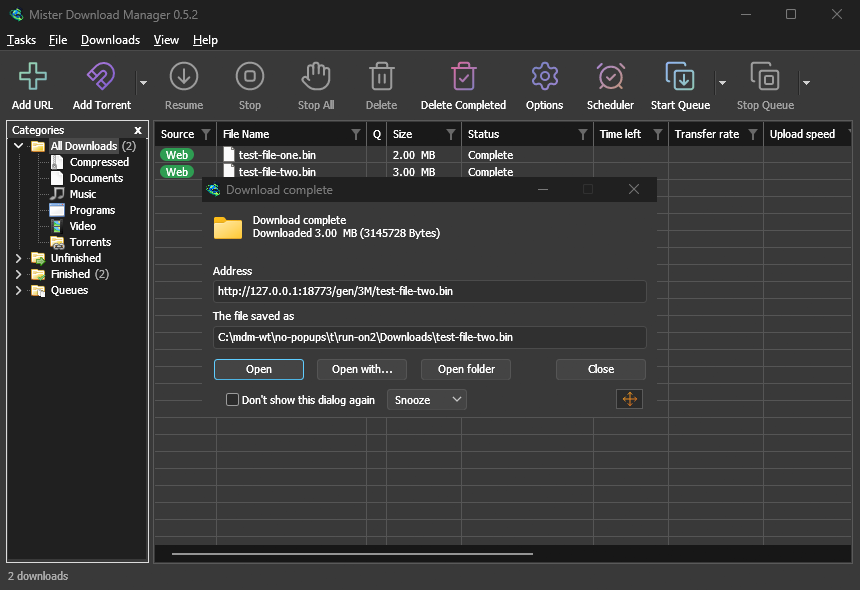 Mister Download Manager 0.5.2
Tasks File Downloads View Help
Add URL Add Torrent Resume Stop Stop All Delete Delete Completed Options Scheduler Start Queue Stop Queue
Categories x
Source File Name Q Size Status Time left Transfer rate Upload speed
All Downloads (2)
Compressed
Documents
Music
Programs
Video
Torrents
Unfinished
Finished (2)
Queues
Web test-file-one.bin 2.00 MB Complete
Web test-file-two.bin 3.00 MB Complete
Download complete
Download complete
Downloaded 3.00 MB (3145728 Bytes)
Address
http://127.0.0.1:18773/gen/3M/test-file-two.bin
The file saved as
C:\mdm-wt\no-popups\t\run-on2\Downloads\test-file-two.bin
Open Open with... Open folder Close
Don't show this dialog again Snooze
2 downloads